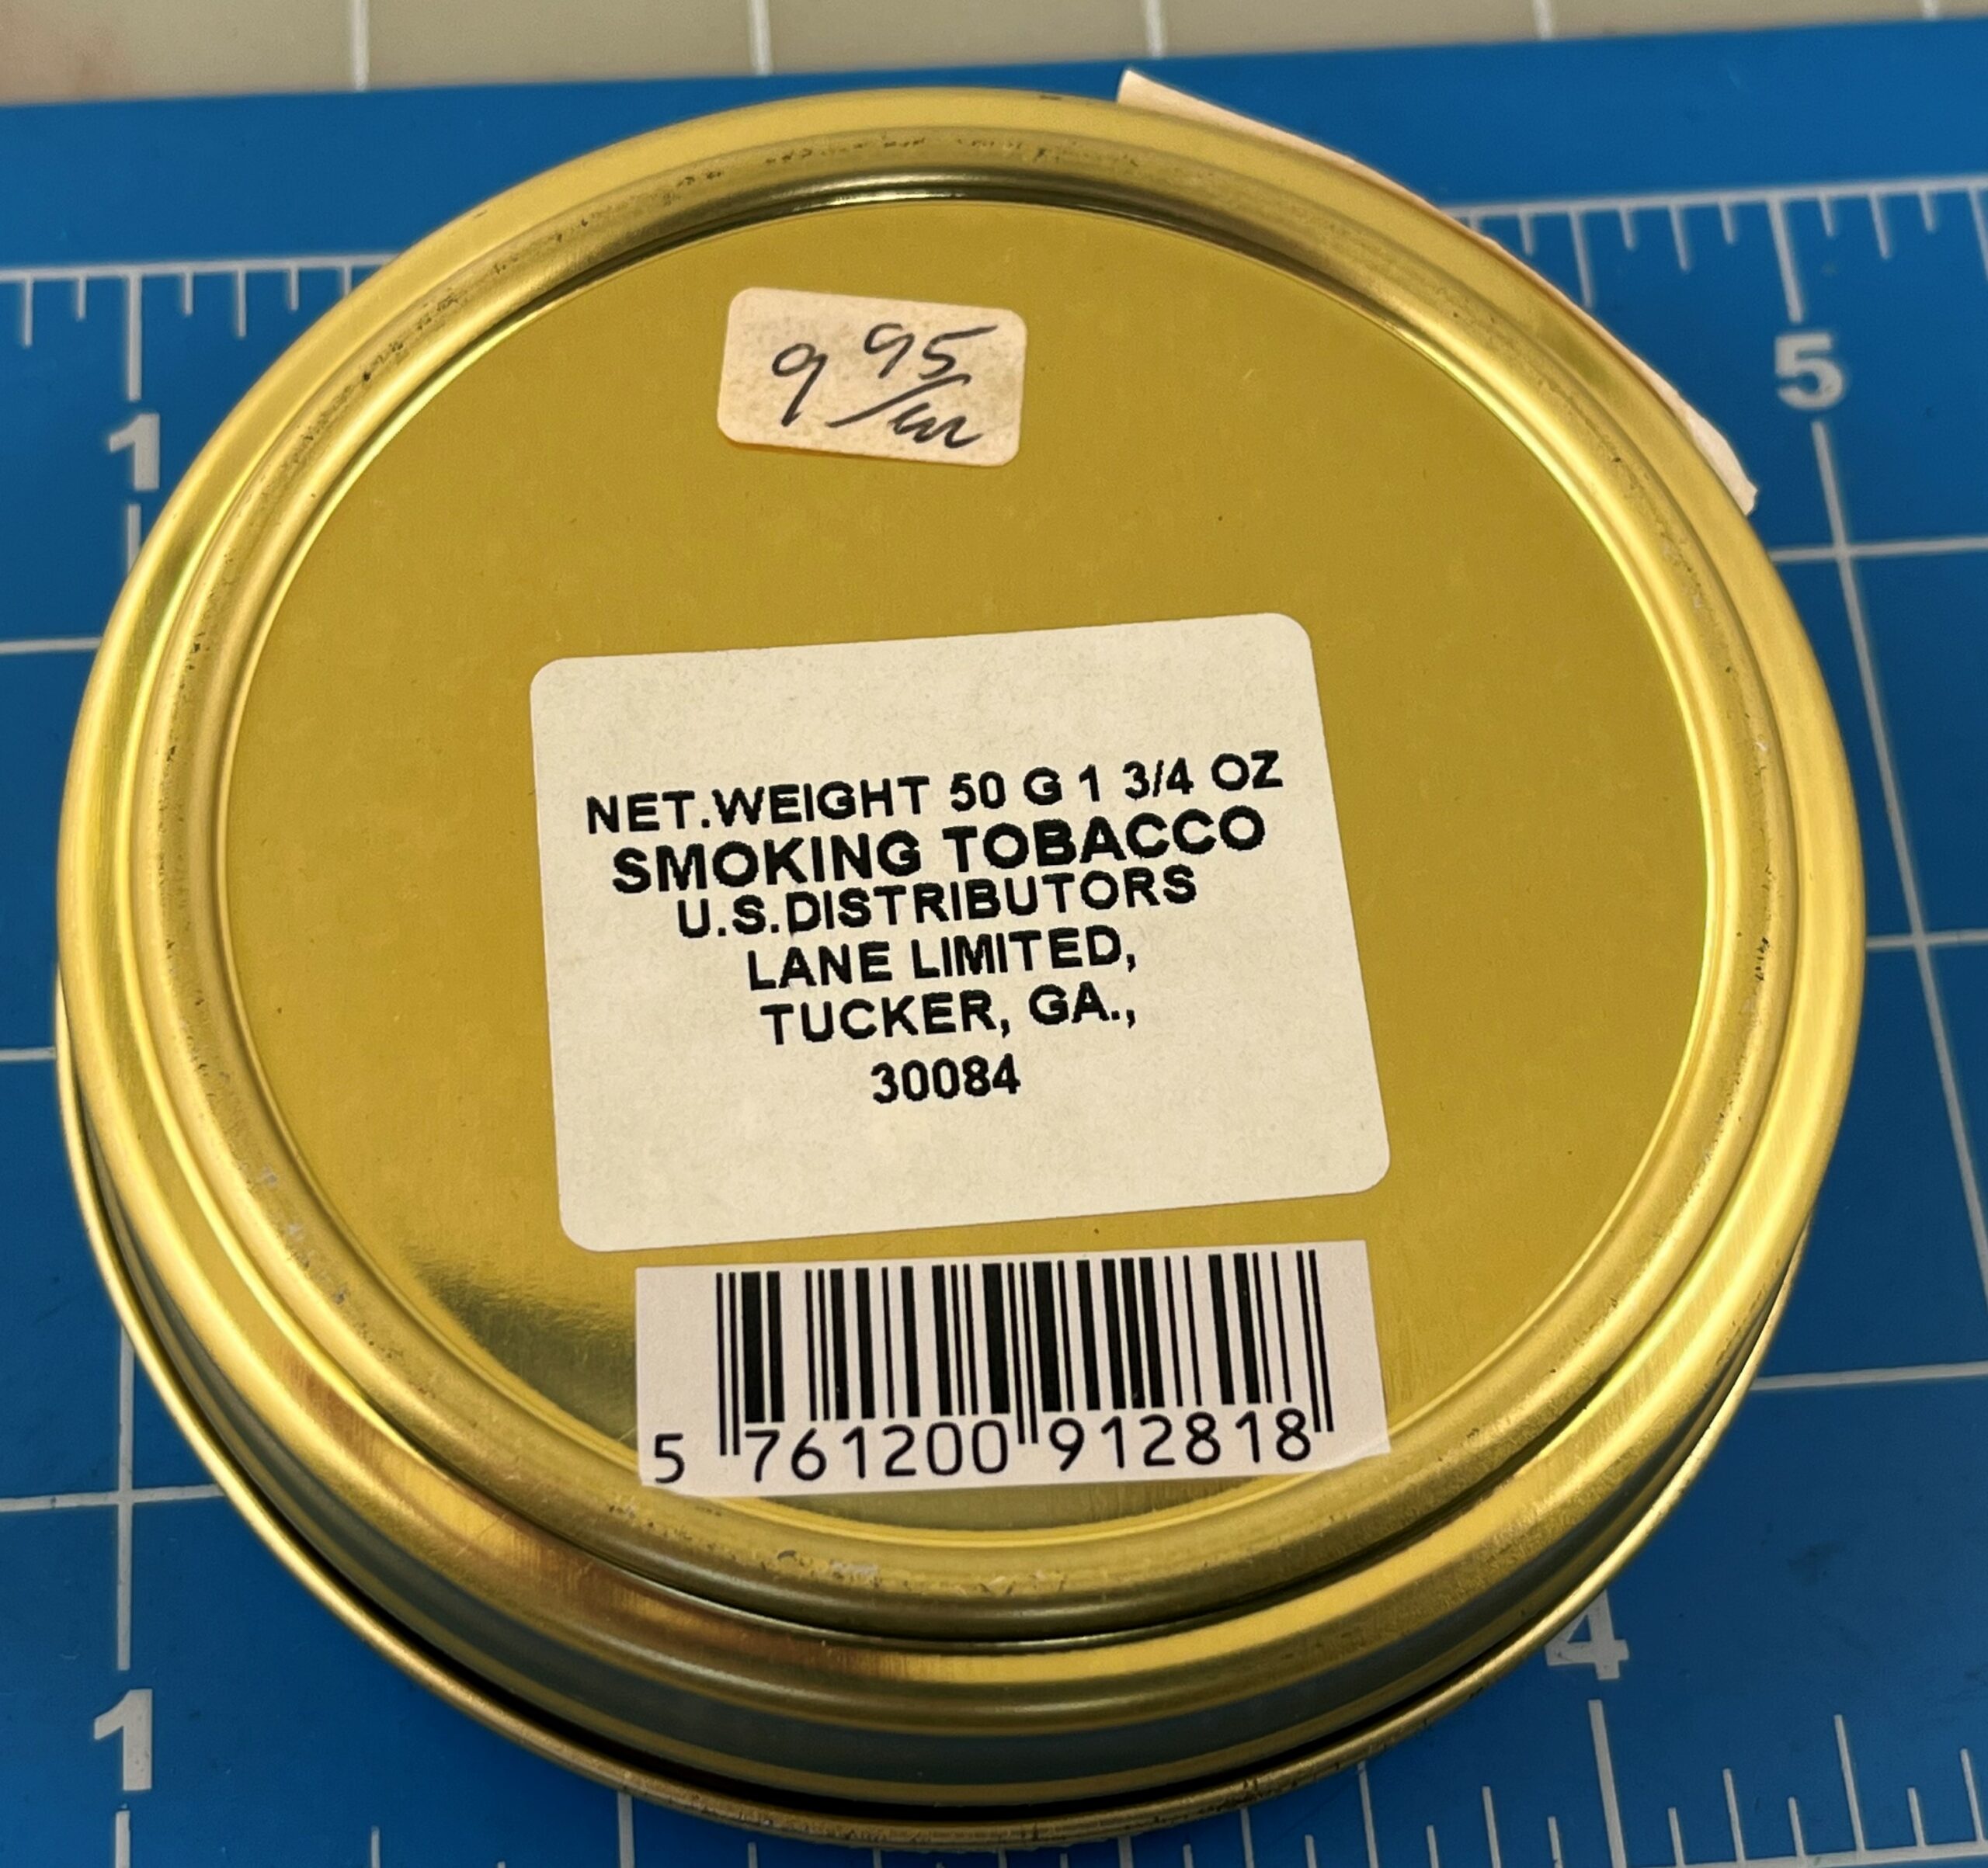 1
5
9 95
NET.WEIGHT 50 G 1 3/4 OZ
SMOKING TOBACCO
U.S.DISTRIBUTORS
LANE LIMITED,
TUCKER, GA.,
30084
5 761200 912818
4
1